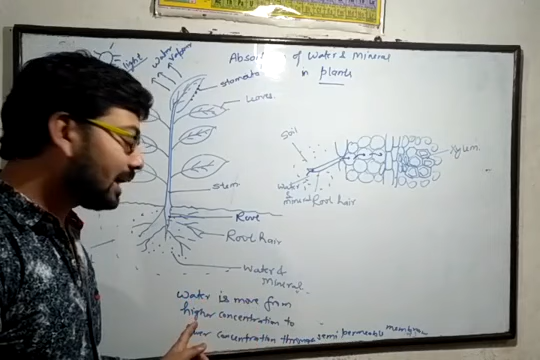 Absorption of Water & Mineral
in plants
light
Water
vapour
stomata
Leaves
stem
Root
Root hair
Water &
mineral
Soil
Water
&
mineral
Root hair
xylem
Water is move from
higher concentration to
concentration through semi permeable membrane